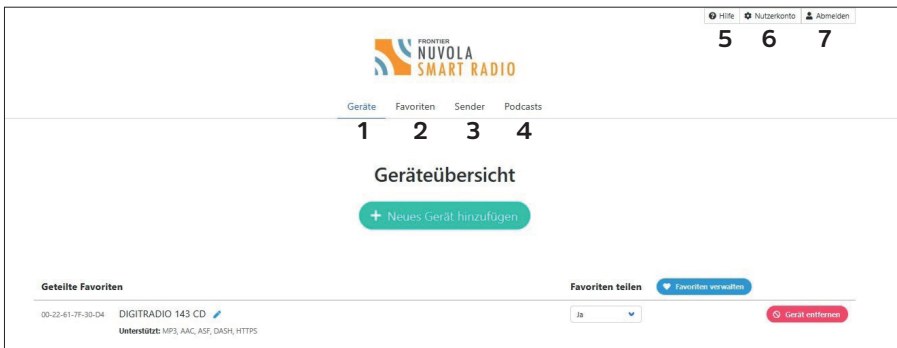 Hilfe Nutzerkonto Abmelden
5 6 7
FRONTIER
NUVOLA
SMART RADIO
Geräte Favoriten Sender Podcasts
1 2 3 4
Geräteübersicht
+ Neues Gerät hinzufügen
Geteilte Favoriten Favoriten teilen Favoriten verwalten
00-22-61-7F-30-D4 DIGITRADIO 143 CD Ja Gerät entfernen
Unterstützt: MP3, AAC, ASF, DASH, HTTPS